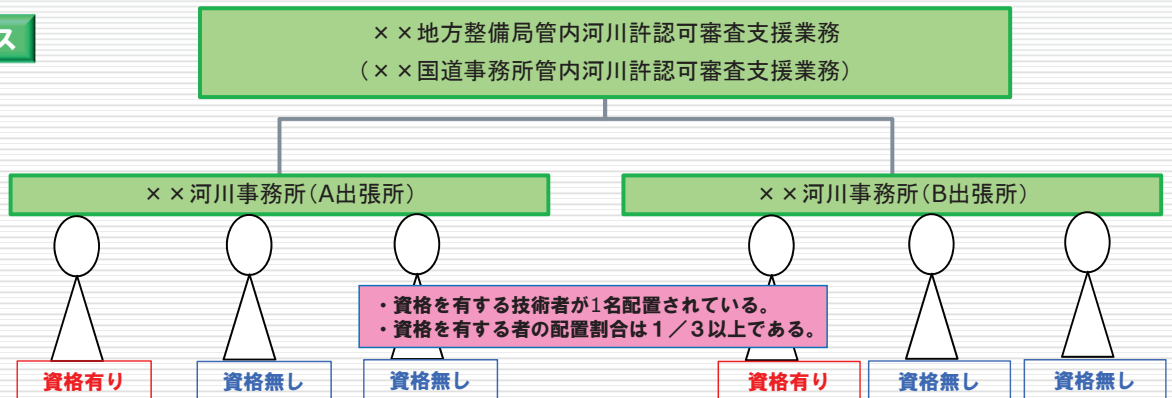 ス
××地方整備局管内河川許認可審査支援業務
(××国道事務所管内河川許認可審査支援業務)
××河川事務所(A出張所)
××河川事務所(B出張所)
・資格を有する技術者が1名配置されている。
・資格を有する者の配置割合は1/3以上である。
資格有り
資格無し
資格無し
資格有り
資格無し
資格無し